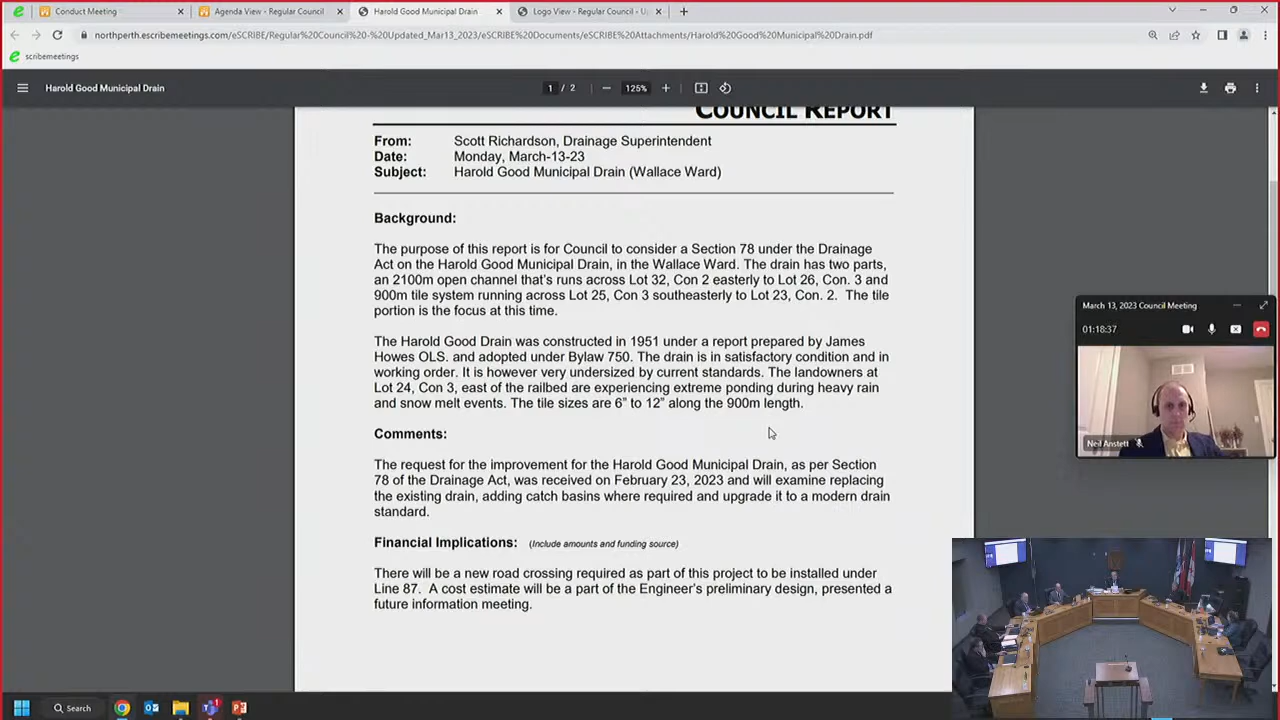 Conduct Meeting
Agenda View - Regular Council
Harold Good Municipal Drain
Logo View - Regular Council - U
northperth.escribemeetings.com/eSCRIBE/Regular%20Council%20-%20Updated_Mar13_2023/eSCRIBE%20Documents/eSCRIBE%20Attachments/Harold%20Good%20Municipal%20Drain.pdf
escribemeetings
Harold Good Municipal Drain
1 / 2
125%
COUNCIL REPORT
From: Scott Richardson, Drainage Superintendent
Date: Monday, March-13-23
Subject: Harold Good Municipal Drain (Wallace Ward)
Background:
The purpose of this report is for Council to consider a Section 78 under the Drainage
Act on the Harold Good Municipal Drain, in the Wallace Ward. The drain has two parts,
an 2100m open channel that's runs across Lot 32, Con 2 easterly to Lot 26, Con. 3 and
900m tile system running across Lot 25, Con 3 southeasterly to Lot 23, Con. 2. The tile
portion is the focus at this time.
The Harold Good Drain was constructed in 1951 under a report prepared by James
Howes OLS. and adopted under Bylaw 750. The drain is in satisfactory condition and in
working order. It is however very undersized by current standards. The landowners at
Lot 24, Con 3, east of the railbed are experiencing extreme ponding during heavy rain
and snow melt events. The tile sizes are 6” to 12” along the 900m length.
Comments:
The request for the improvement for the Harold Good Municipal Drain, as per Section
78 of the Drainage Act, was received on February 23, 2023 and will examine replacing
the existing drain, adding catch basins where required and upgrade it to a modern drain
standard.
Financial Implications: (Include amounts and funding source)
There will be a new road crossing required as part of this project to be installed under
Line 87. A cost estimate will be a part of the Engineer's preliminary design, presented a
future information meeting.
March 13, 2023 Council Meeting
01:18:37
Neil Anstett
Search